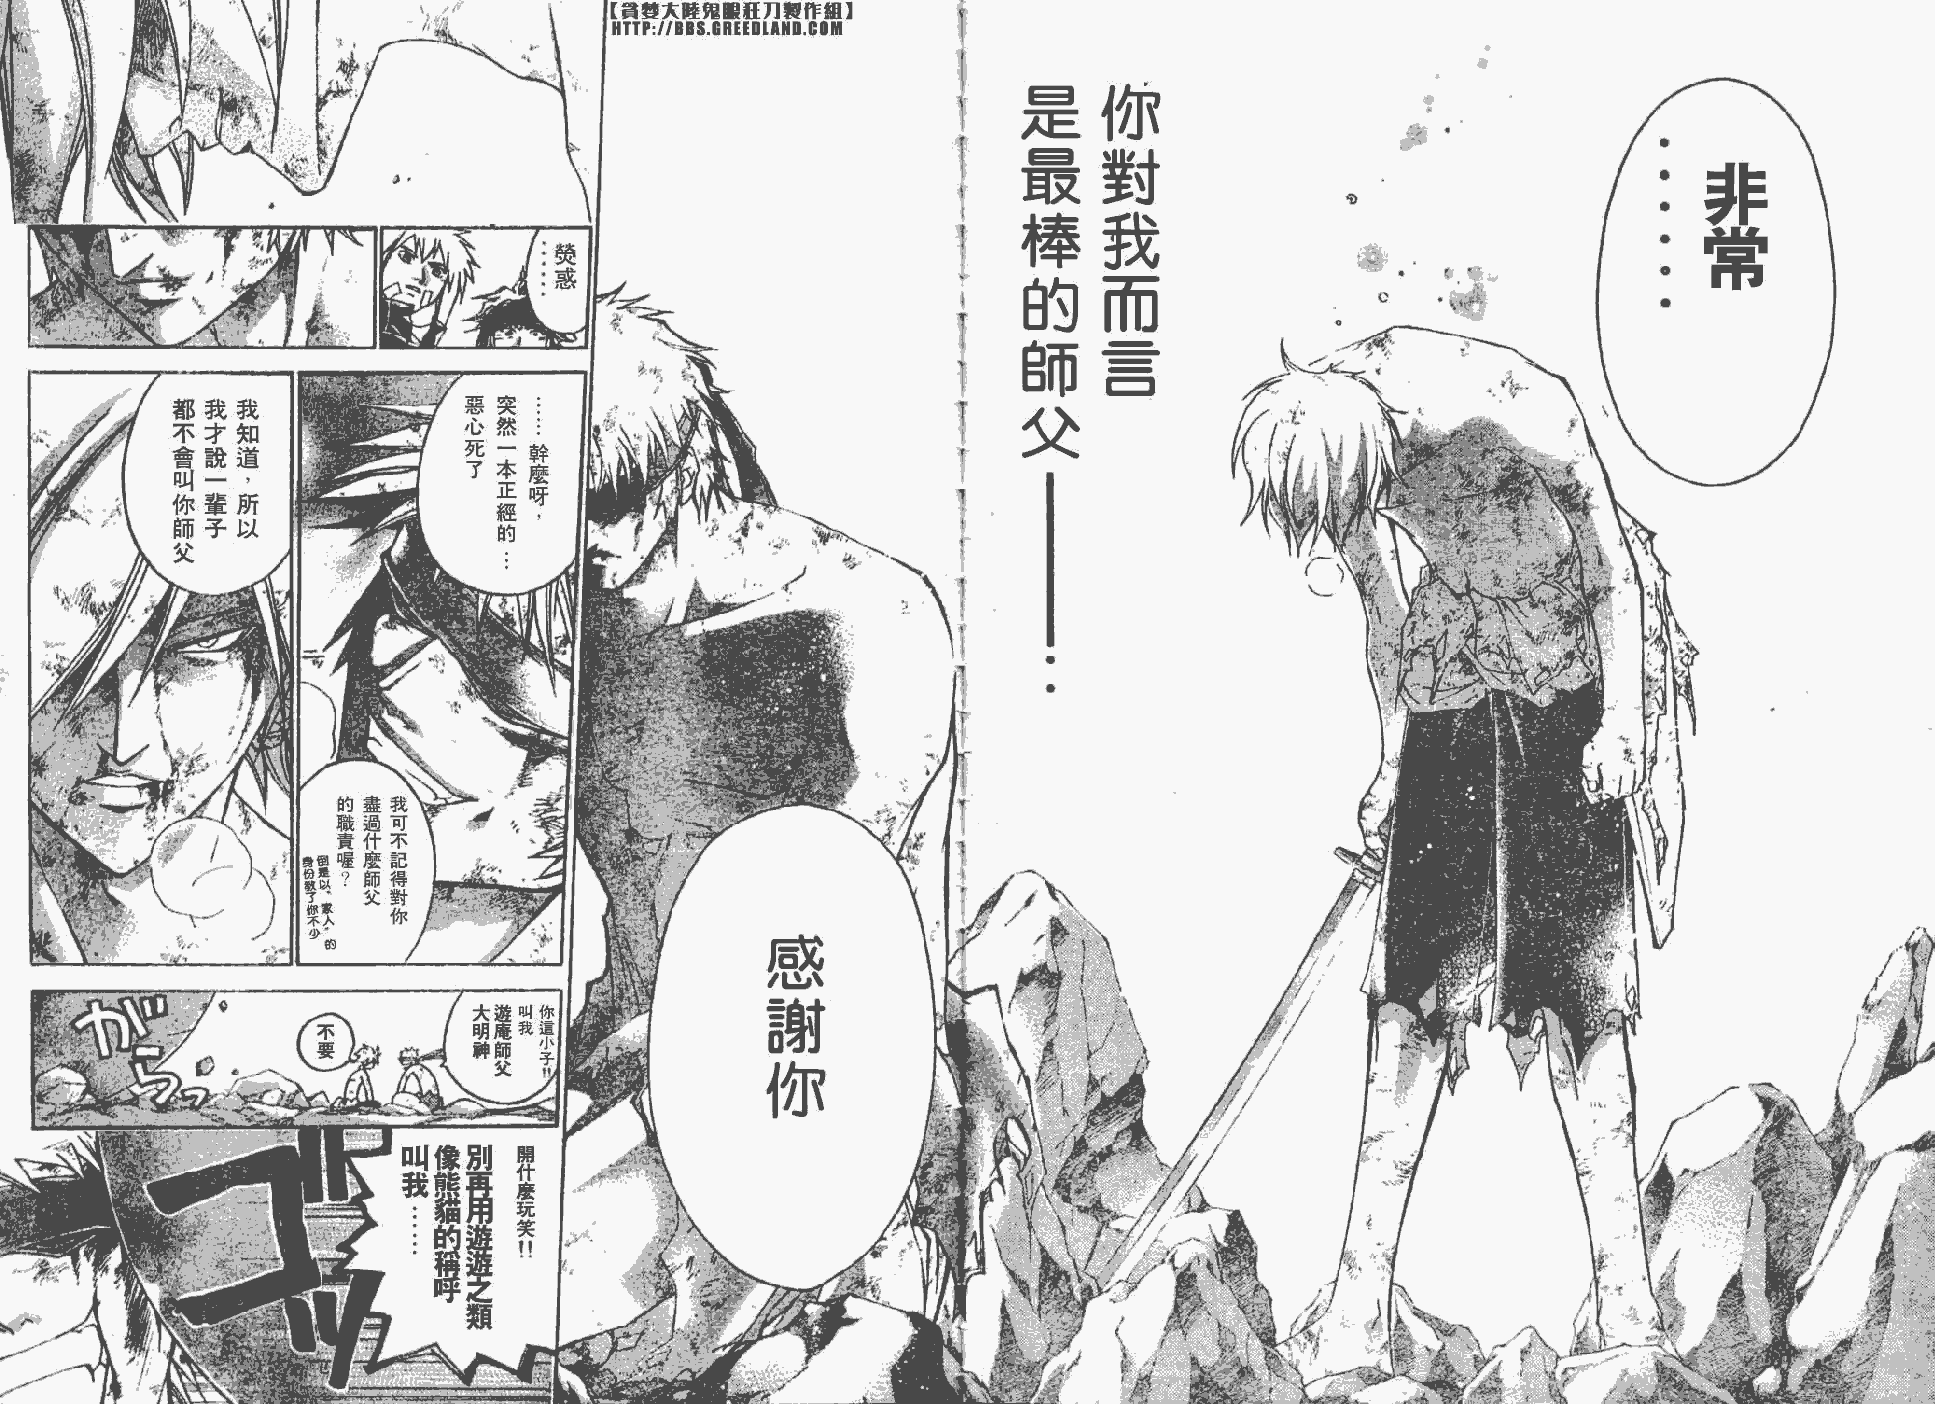 【貪婪大陸鬼眼狂刀製作組】
HTTP://BBS.GREEDLAND.COM
非常
⋯⋯
你對我而言
是最棒的師父——⋯
感謝你
熒惑
⋯⋯
⋯⋯幹麼呀，
突然一本正經的⋯
惡心死了
我可不記得對你
盡過什麼師父
的職責喔？
倒是以〝家人〞的
身份教了你不少
我知道，所以
我才說一輩子
都不會叫你師父
你這小子!!
叫我
遊庵師父
大明神
不要
がらっ
開什麼玩笑!!
別再用遊遊之類
像熊貓的稱呼
叫我⋯⋯
ゴッ